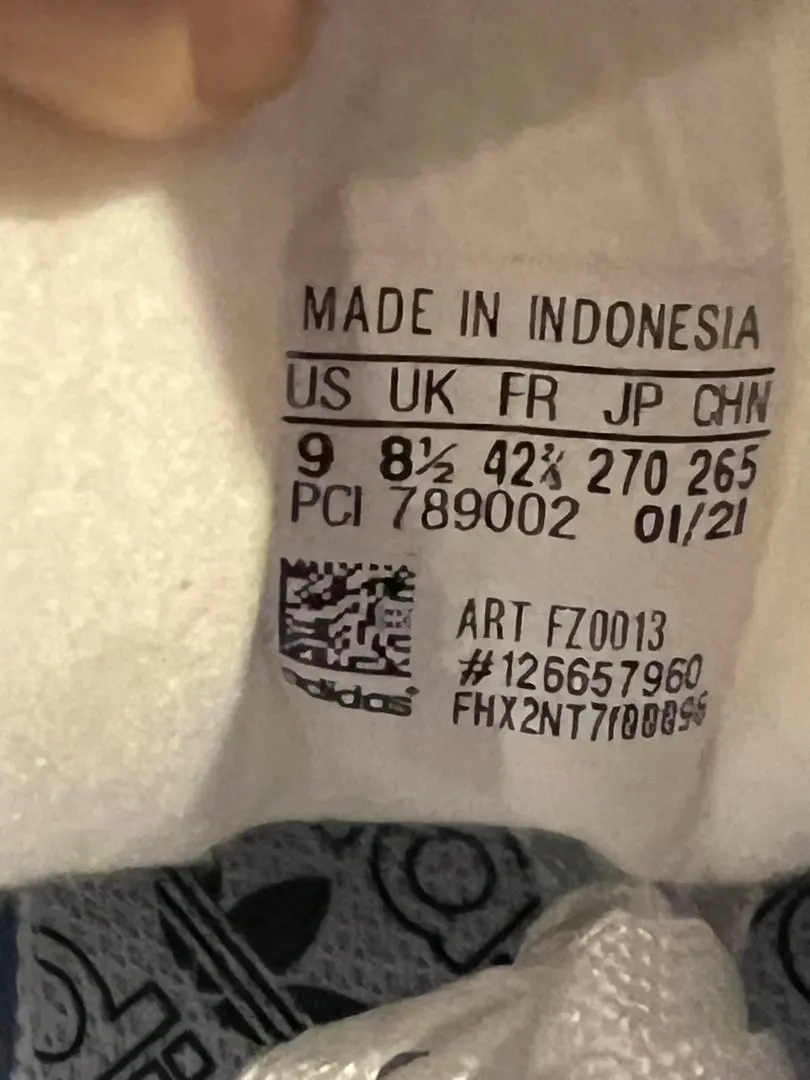 MADE IN INDONESIA
US UK FR JP CHN
9 8½ 42⅔ 270 265
PCI 789002 01/21
ART FZ0013
#126657960
adidas